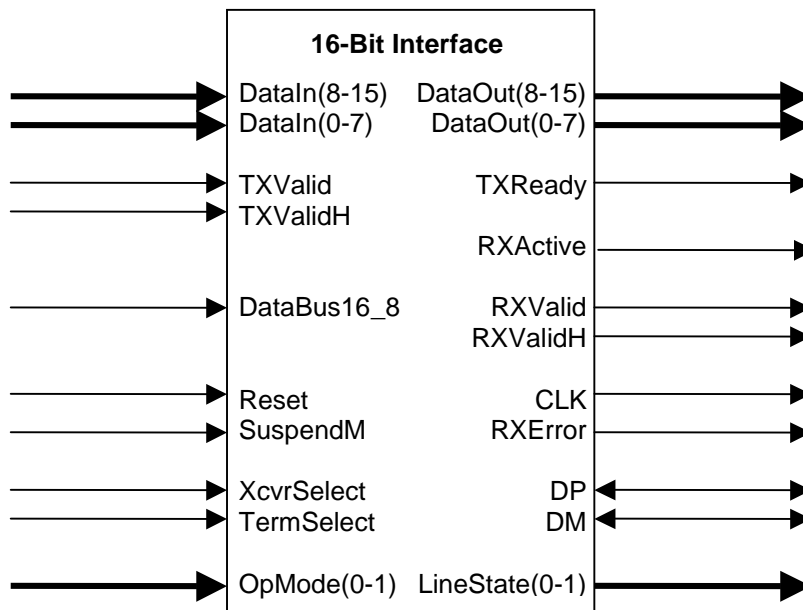 16-Bit Interface
DataIn(8-15) DataOut(8-15)
DataIn(0-7) DataOut(0-7)
TXValid TXReady
TXValidH
RXActive
DataBus16_8 RXValid
RXValidH
Reset CLK
SuspendM RXError
XcvrSelect DP
TermSelect DM
OpMode(0-1) LineState(0-1)